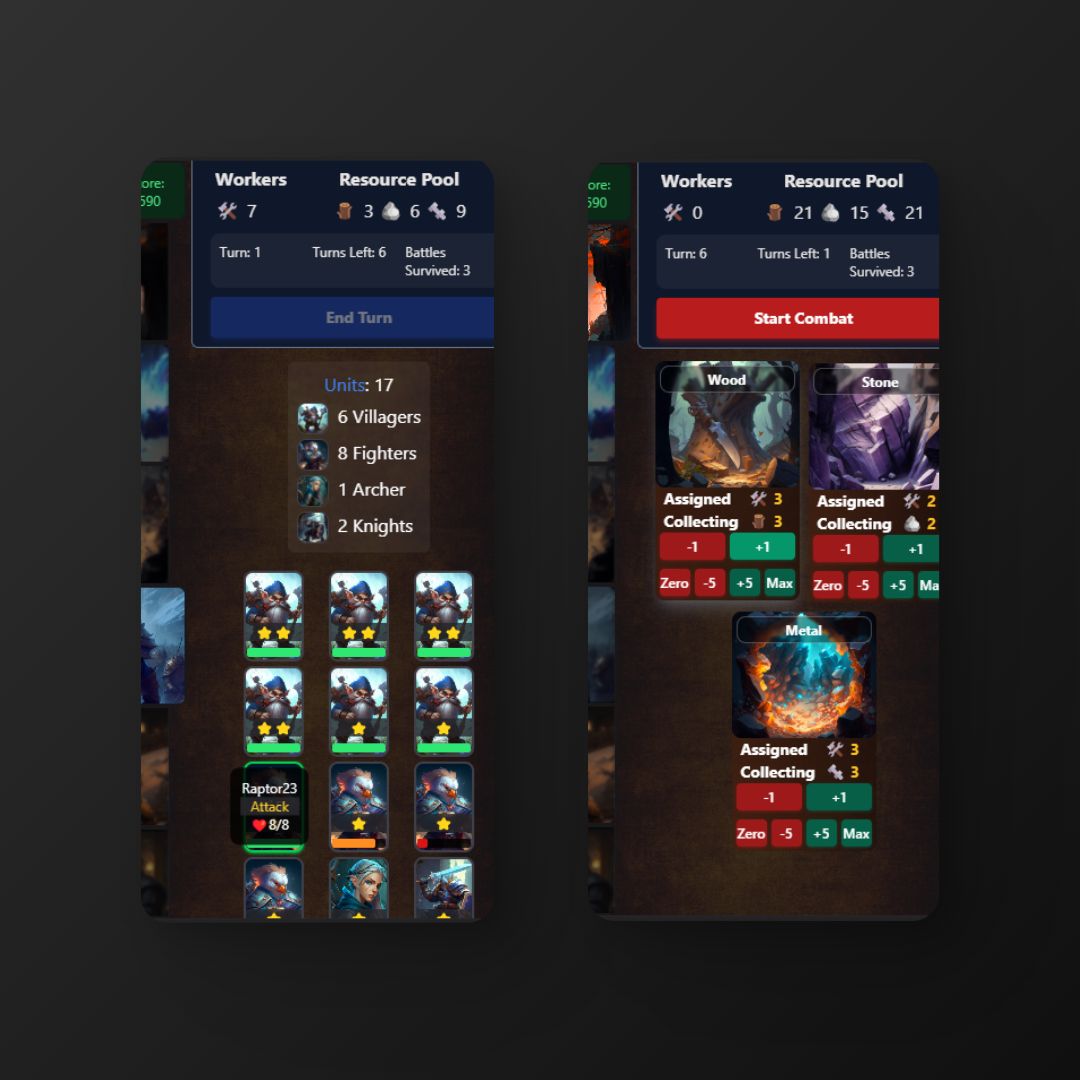 ore:
590
Workers
7
Resource Pool
3 6 9
Turn: 1
Turns Left: 6
Battles
Survived: 3
End Turn
Units: 17
6 Villagers
8 Fighters
1 Archer
2 Knights
Raptor23
Attack
8/8
ore:
590
Workers
0
Resource Pool
21 15 21
Turn: 6
Turns Left: 1
Battles
Survived: 3
Start Combat
Wood
Assigned 3
Collecting 3
-1 +1
Zero -5 +5 Max
Stone
Assigned 2
Collecting 2
-1 +1
Zero -5 +5 Ma
Metal
Assigned 3
Collecting 3
-1 +1
Zero -5 +5 Max